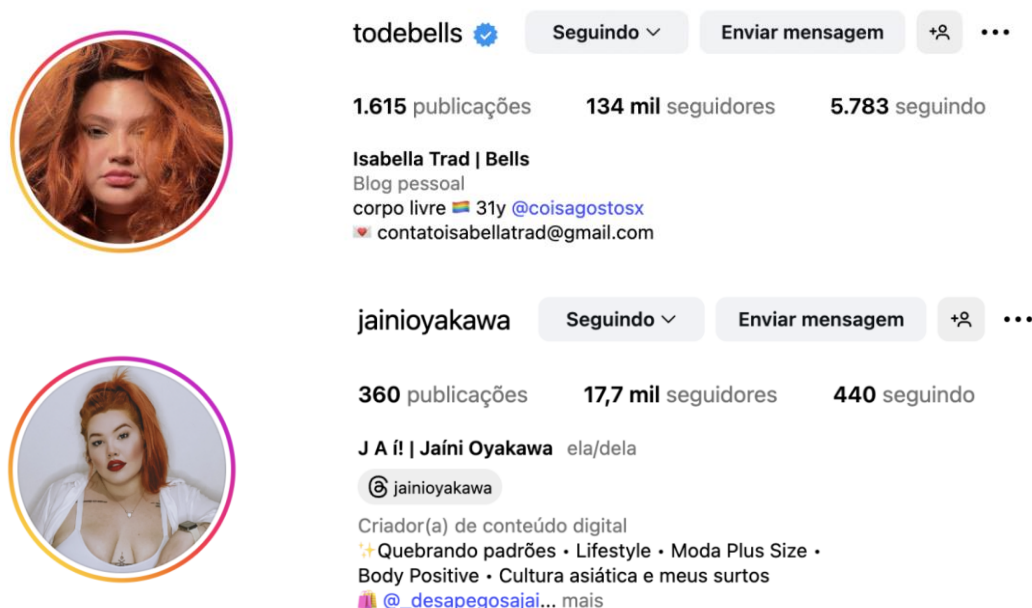 todebells Seguindo Enviar mensagem
1.615 publicações 134 mil seguidores 5.783 seguindo
Isabella Trad | Bells
Blog pessoal
corpo livre 🏳️‍🌈 31y @coisagostosx
💌 contatoisabellatrad@gmail.com
jainioyakawa Seguindo Enviar mensagem
360 publicações 17,7 mil seguidores 440 seguindo
J A í! | Jaíni Oyakawa ela/dela
jainioyakawa
Criador(a) de conteúdo digital
✨Quebrando padrões • Lifestyle • Moda Plus Size •
Body Positive • Cultura asiática e meus surtos
🛍️ @_desapegosajai... mais